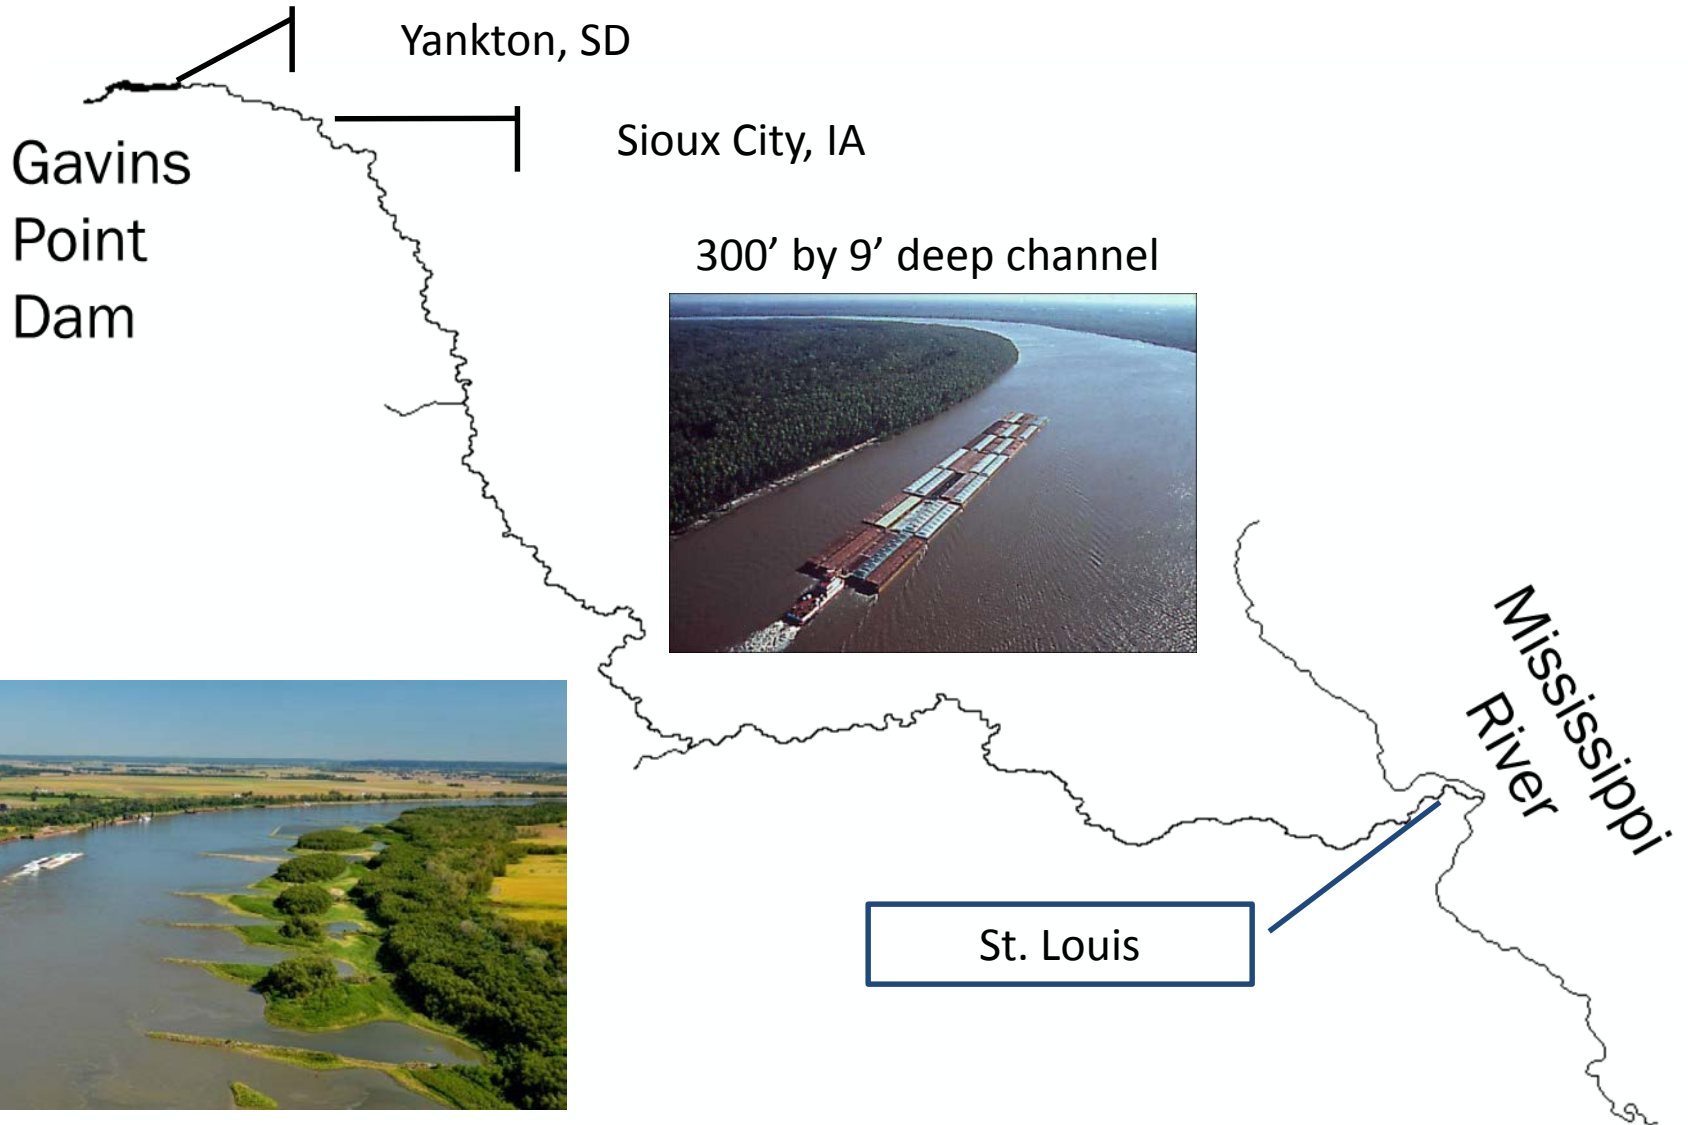 Yankton, SD
Sioux City, IA
Gavins
Point
Dam
300’ by 9’ deep channel
Mississippi
River
St. Louis